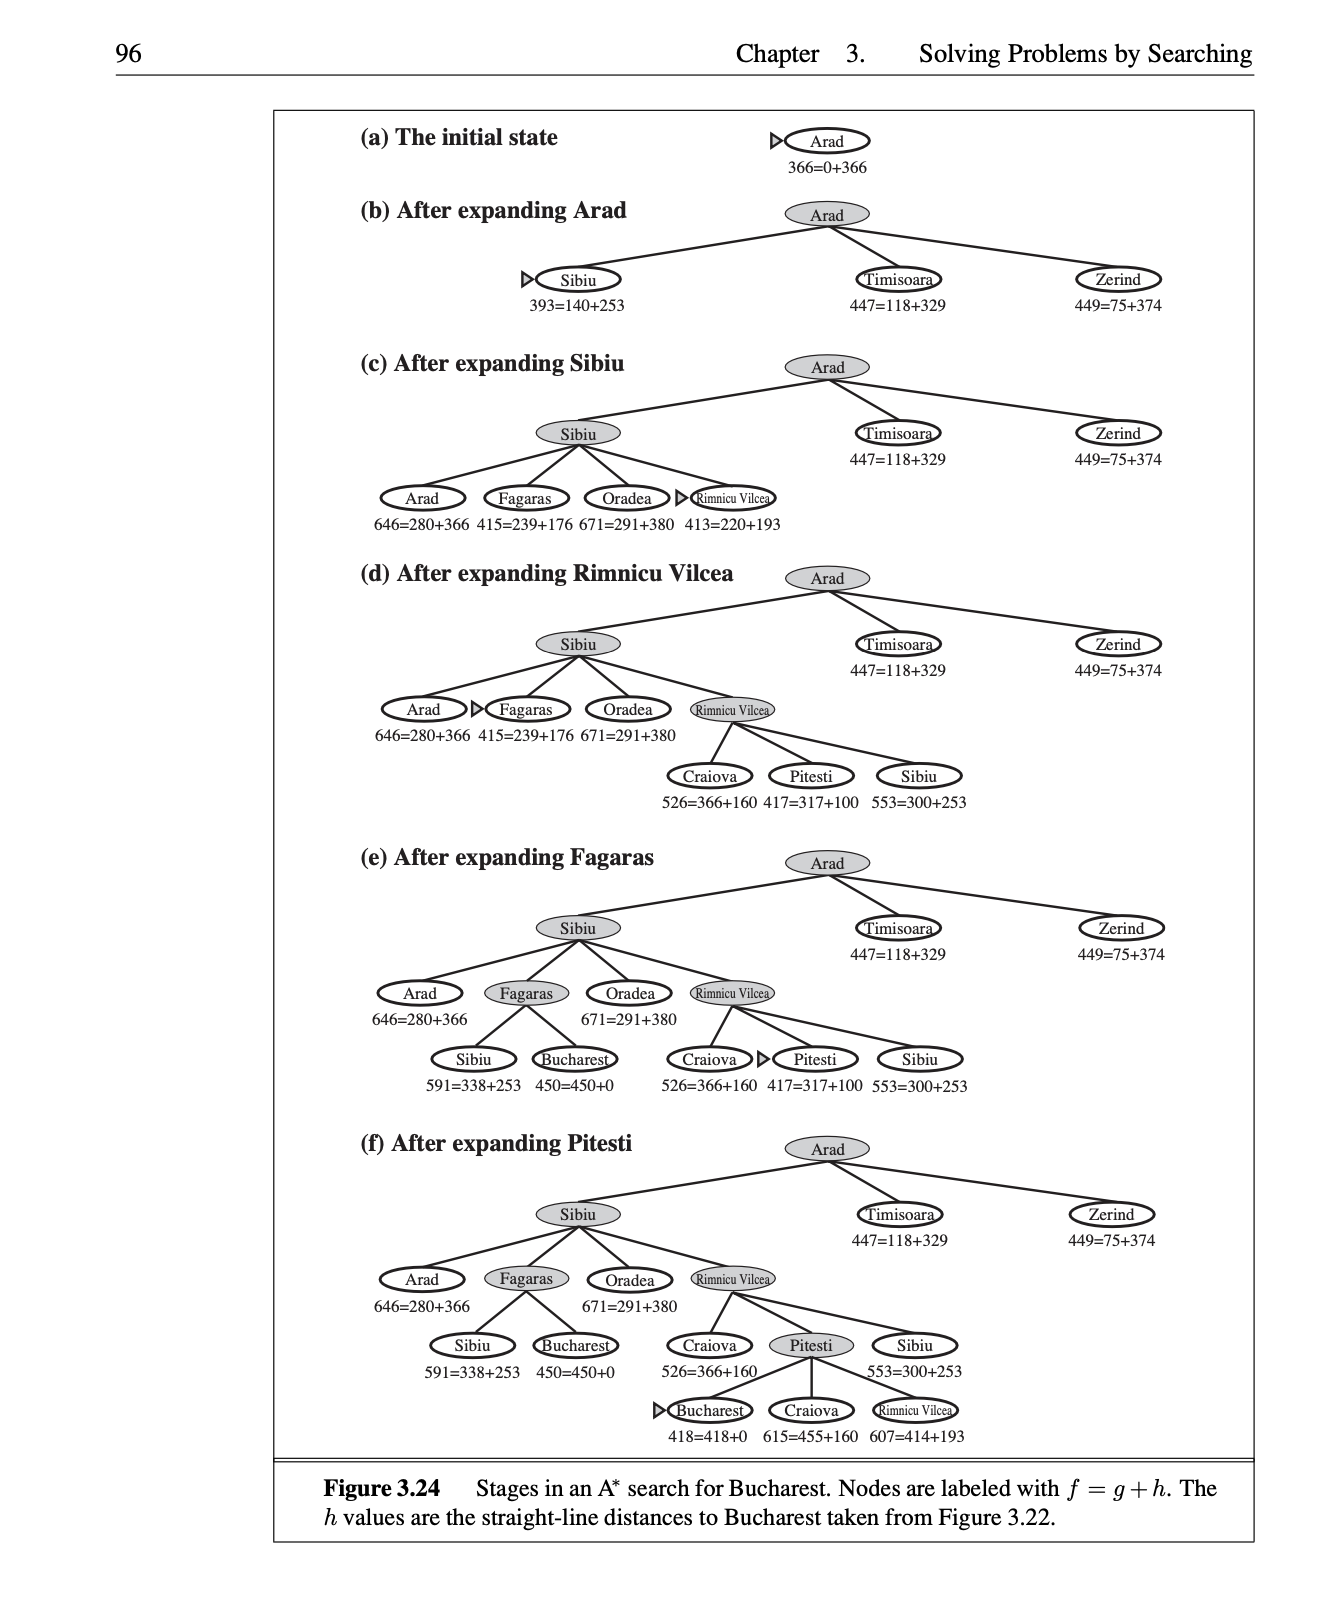 96 Chapter 3. Solving Problems by Searching
(a) The initial state
Arad
366=0+366
(b) After expanding Arad
Arad
Sibiu Timisoara Zerind
393=140+253 447=118+329 449=75+374
(c) After expanding Sibiu
Arad
Sibiu Timisoara Zerind
447=118+329 449=75+374
Arad Fagaras Oradea Rimnicu Vilcea
646=280+366 415=239+176 671=291+380 413=220+193
(d) After expanding Rimnicu Vilcea
Arad
Sibiu Timisoara Zerind
447=118+329 449=75+374
Arad Fagaras Oradea Rimnicu Vilcea
646=280+366 415=239+176 671=291+380
Craiova Pitesti Sibiu
526=366+160 417=317+100 553=300+253
(e) After expanding Fagaras
Arad
Sibiu Timisoara Zerind
447=118+329 449=75+374
Arad Fagaras Oradea Rimnicu Vilcea
646=280+366 671=291+380
Sibiu Bucharest Craiova Pitesti Sibiu
591=338+253 450=450+0 526=366+160 417=317+100 553=300+253
(f) After expanding Pitesti
Arad
Sibiu Timisoara Zerind
447=118+329 449=75+374
Arad Fagaras Oradea Rimnicu Vilcea
646=280+366 671=291+380
Sibiu Bucharest Craiova Pitesti Sibiu
591=338+253 450=450+0 526=366+160 553=300+253
Bucharest Craiova Rimnicu Vilcea
418=418+0 615=455+160 607=414+193
Figure 3.24 Stages in an A* search for Bucharest. Nodes are labeled with f = g + h. The
h values are the straight-line distances to Bucharest taken from Figure 3.22.